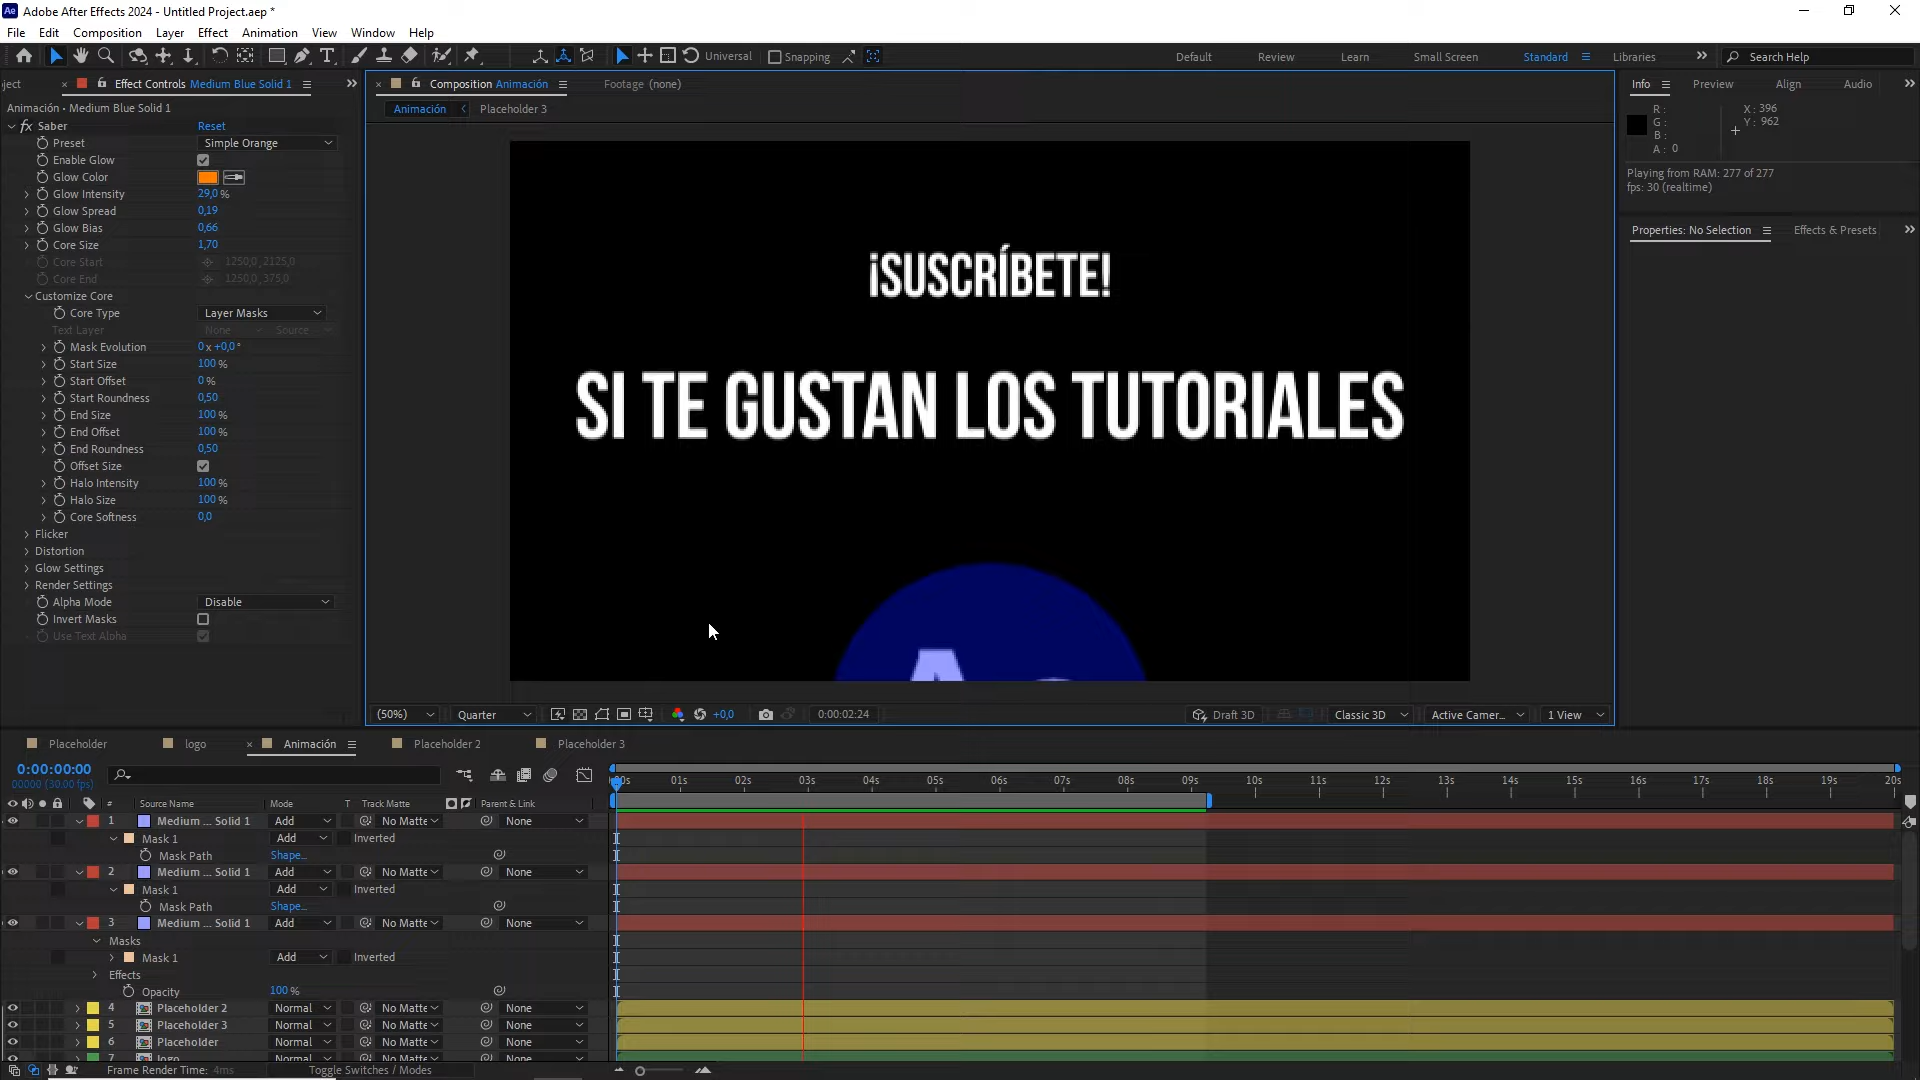 Adobe After Effects 2024 - Untitled Project.aep *
File Edit Composition Layer Effect Animation View Window Help
Universal Snapping Default Review Learn Small Screen Standard Libraries Search Help
ject Effect Controls Medium Blue Solid 1
Composition Animación Footage (none)
Info Preview Align Audio
Animación • Medium Blue Solid 1
Animación Placeholder 3
Saber Reset
Preset Simple Orange
Enable Glow
Glow Color
Glow Intensity 29,0 %
Glow Spread 0,19
Glow Bias 0,66
Core Size 1,70
Core Start 1250,0 , 2125,0
Core End 1250,0 , 375,0
Customize Core
Core Type Layer Masks
Text Layer None Source
Mask Evolution 0 x +0,0 °
Start Size 100 %
Start Offset 0 %
Start Roundness 0,50
End Size 100 %
End Offset 100 %
End Roundness 0,50
Offset Size
Halo Intensity 100 %
Halo Size 100 %
Core Softness 0,0
Flicker
Distortion
Glow Settings
Render Settings
Alpha Mode Disable
Invert Masks
Use Text Alpha
¡SUSCRÍBETE!
SI TE GUSTAN LOS TUTORIALES
R :
G :
B :
A : 0
X : 396
Y : 962
Playing from RAM: 277 of 277
fps: 30 (realtime)
Properties: No Selection Effects & Presets
(50%) Quarter +0,0 0:00:02:24 Draft 3D Classic 3D Active Camer... 1 View
Placeholder logo Animación Placeholder 2 Placeholder 3
0:00:00:00
00000 (30.00 fps)
:00s 01s 02s 03s 04s 05s 06s 07s 08s 09s 10s 11s 12s 13s 14s 15s 16s 17s 18s 19s 20s
# Source Name Mode T Track Matte Parent & Link
1 Medium ... Solid 1 Add No Matte None
Mask 1 Add Inverted
Mask Path Shape...
2 Medium ... Solid 1 Add No Matte None
Mask 1 Add Inverted
Mask Path Shape...
3 Medium ... Solid 1 Add No Matte None
Masks
Mask 1 Add Inverted
Effects
Opacity 100 %
4 Placeholder 2 Normal No Matte None
5 Placeholder 3 Normal No Matte None
6 Placeholder Normal No Matte None
7 logo Normal No Matte None
Frame Render Time: 4ms Toggle Switches / Modes